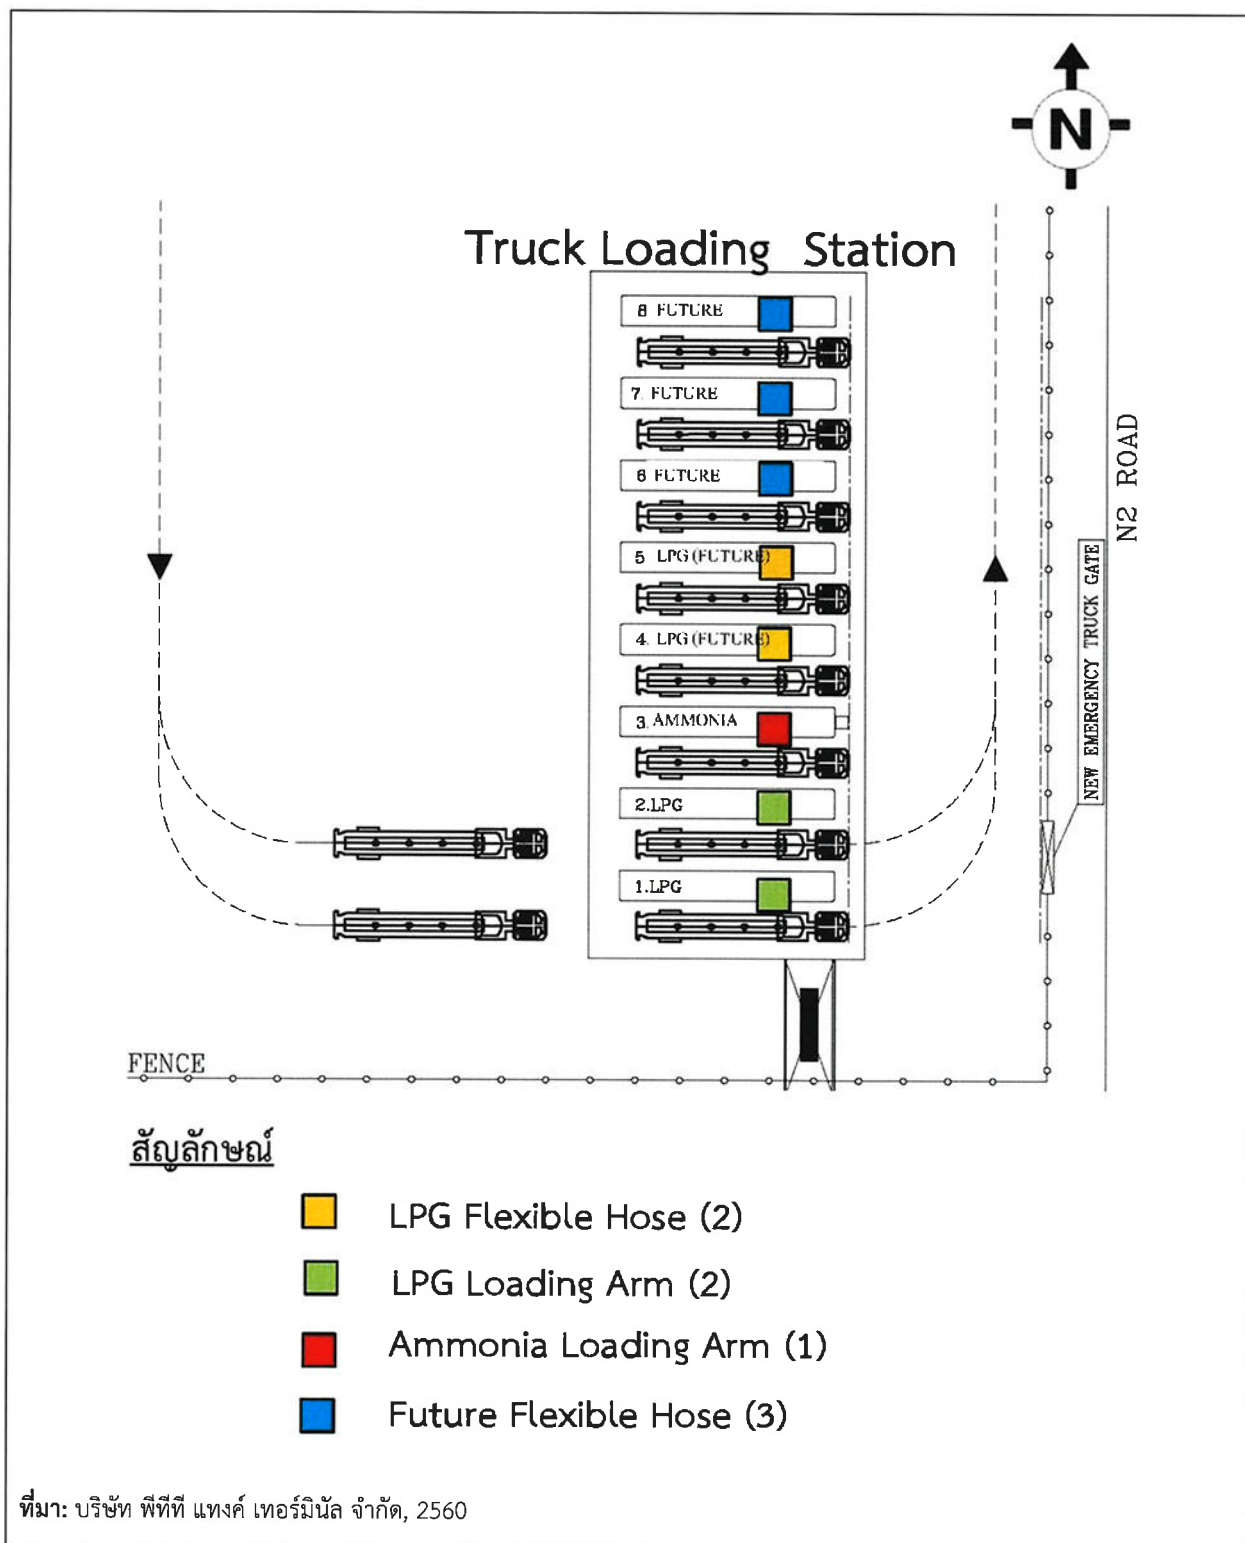 N
Truck Loading Station
8 FUTURE
7. FUTURE
6 FUTURE
5 LPG (FUTURE)
4. LPG (FUTURE)
3. AMMONIA
2.LPG
1.LPG
N2 ROAD
NEW EMERGENCY TRUCK GATE
FENCE
สัญลักษณ์
LPG Flexible Hose (2)
LPG Loading Arm (2)
Ammonia Loading Arm (1)
Future Flexible Hose (3)
ที่มา: บริษัท พีทีที แทงค์ เทอร์มินัล จำกัด, 2560